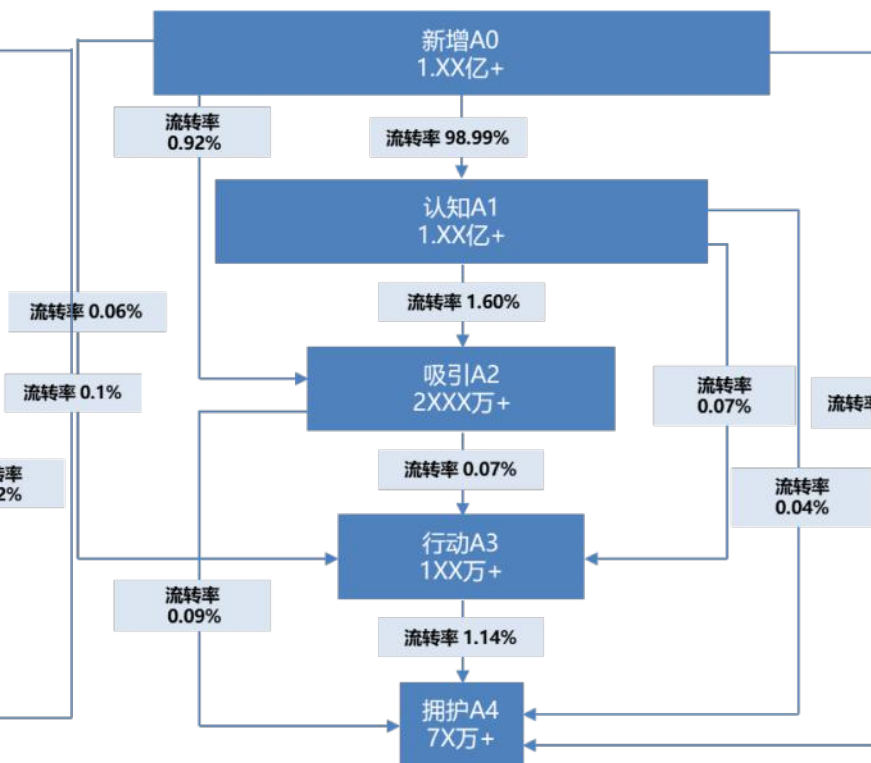 新增A0
1.XX亿+
流转率
0.92%
流转率 98.99%
认知A1
1.XX亿+
流转率 0.06%
流转率 1.60%
吸引A2
2XXX万+
流转率 0.1%
流转率
0.07%
流转率
流转率 0.07%
率
2%
流转率
0.04%
行动A3
1XX万+
流转率
0.09%
流转率 1.14%
拥护A4
7X万+